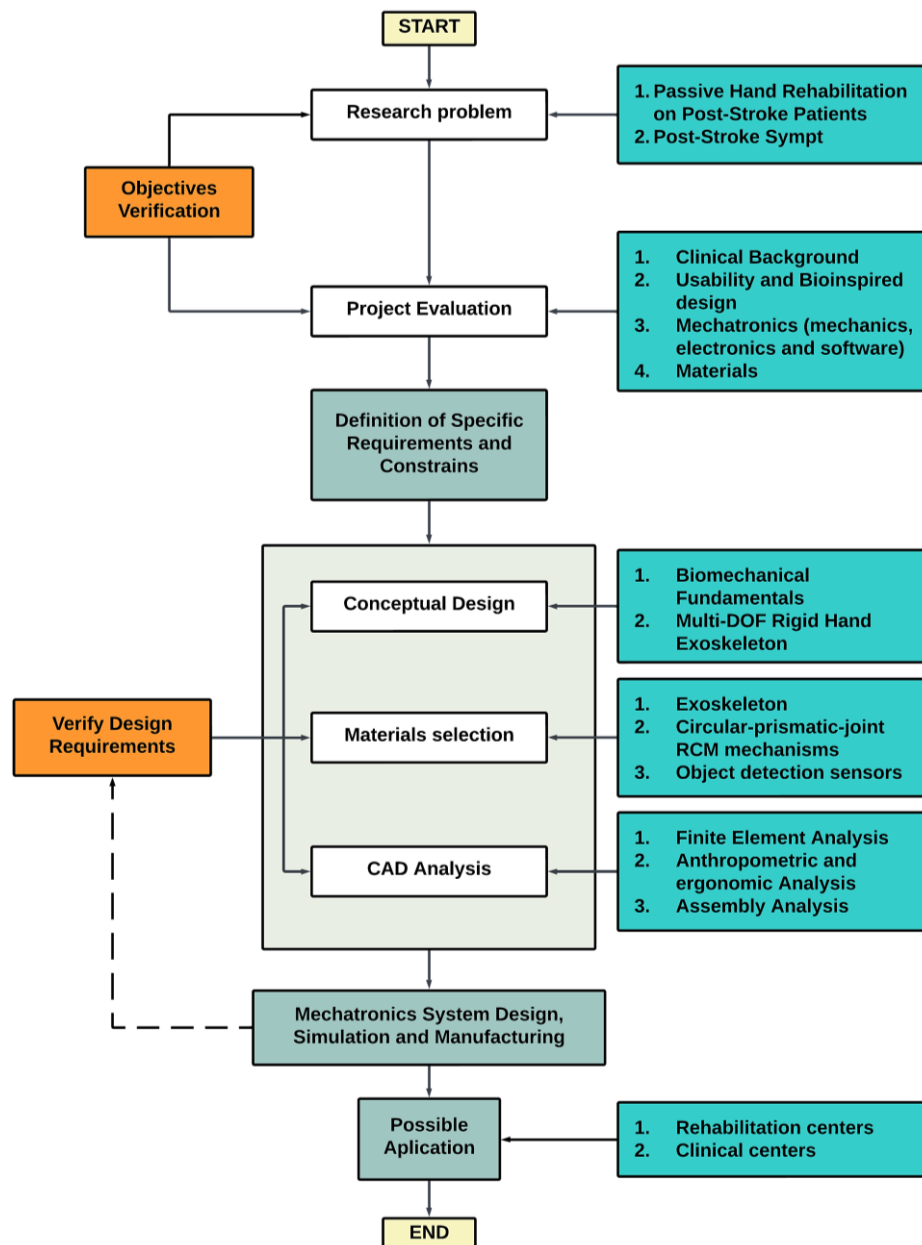 START
Research problem
1. Passive Hand Rehabilitation
on Post-Stroke Patients
2. Post-Stroke Sympt
Objectives
Verification
Project Evaluation
1. Clinical Background
2. Usability and Bioinspired
design
3. Mechatronics (mechanics,
electronics and software)
4. Materials
Definition of Specific
Requirements and
Constrains
Conceptual Design
1. Biomechanical
Fundamentals
2. Multi-DOF Rigid Hand
Exoskeleton
Verify Design
Requirements
Materials selection
1. Exoskeleton
2. Circular-prismatic-joint
RCM mechanisms
3. Object detection sensors
CAD Analysis
1. Finite Element Analysis
2. Anthropometric and
ergonomic Analysis
3. Assembly Analysis
Mechatronics System Design,
Simulation and Manufacturing
Possible
Aplication
1. Rehabilitation centers
2. Clinical centers
END